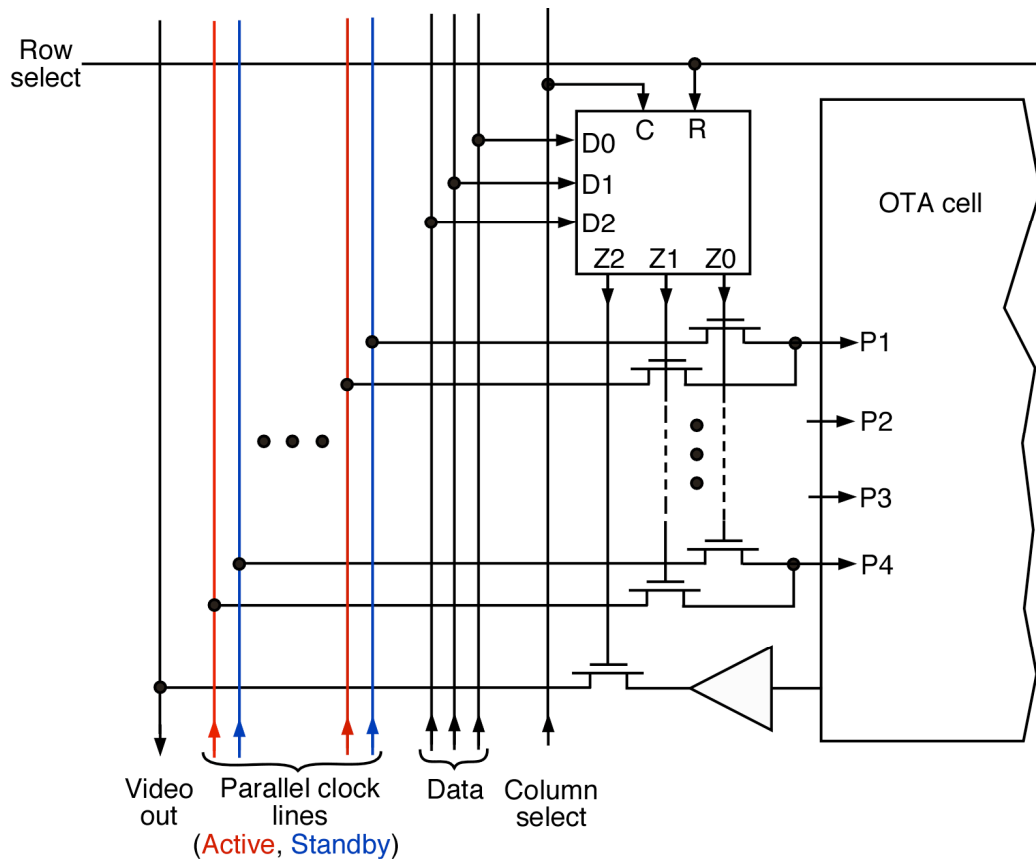 Row
select
C R
D0
D1
D2
OTA cell
Z2 Z1 Z0
P1
P2
P3
P4
Video
out
Parallel clock
lines
(Active, Standby)
Data
Column
select